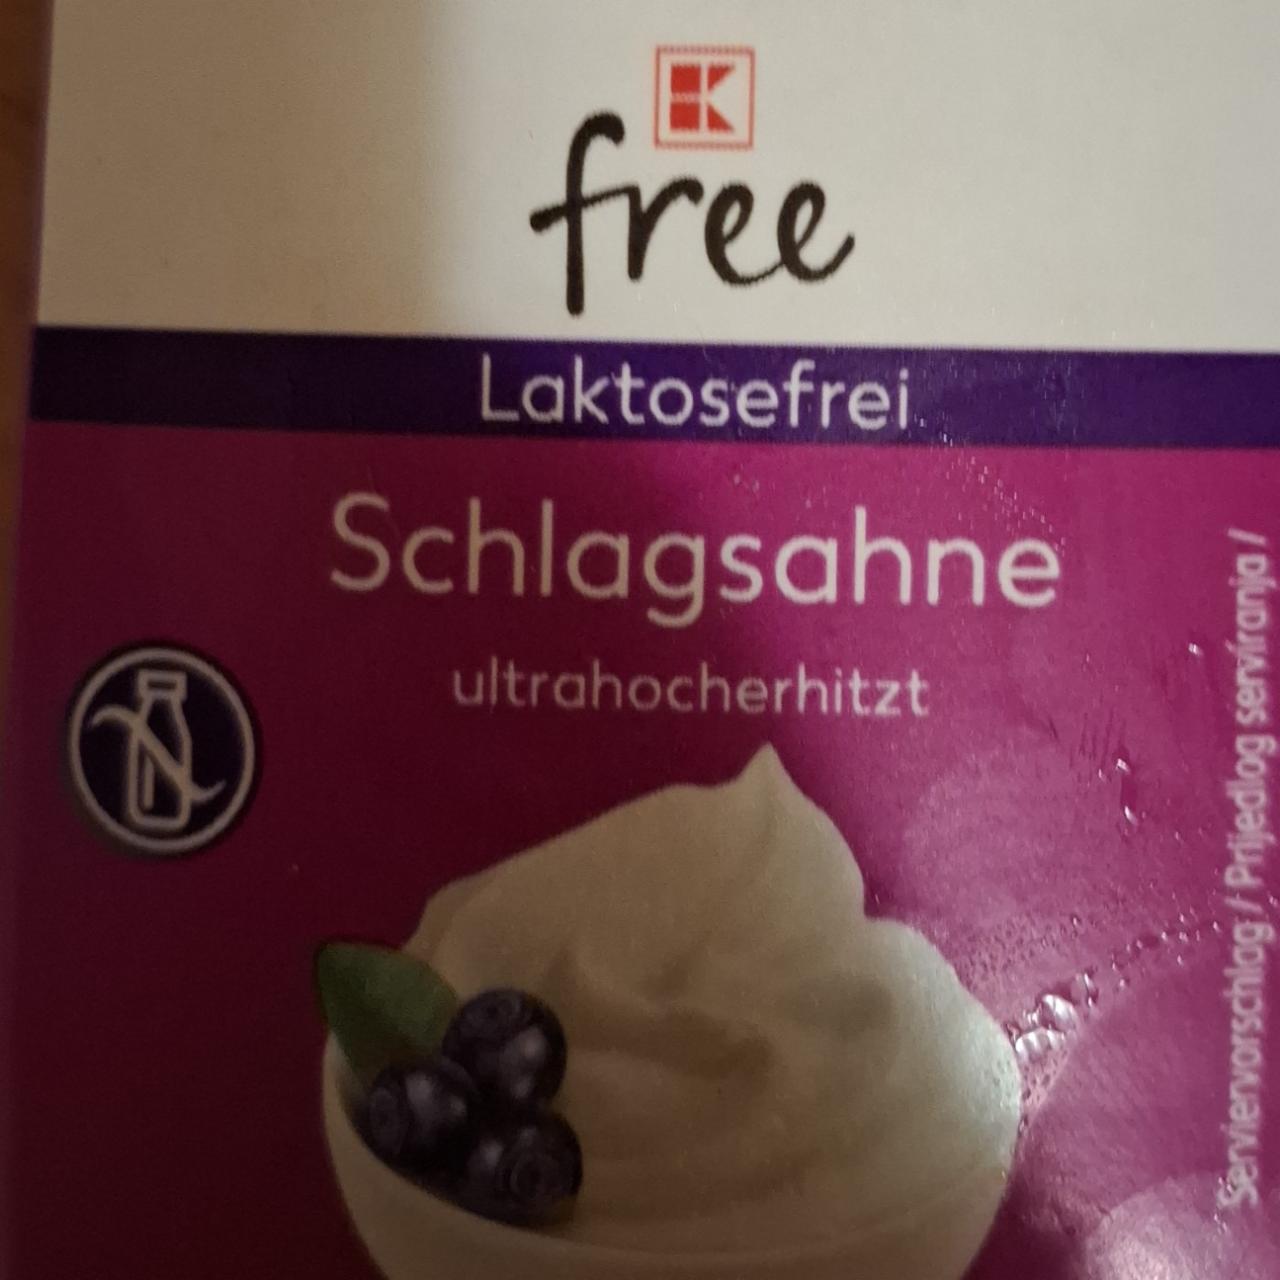 K
free
Laktosefrei
Schlagsahne
ultrahocherhitzt
Serviervorschlag / Prijedlog serviranja /